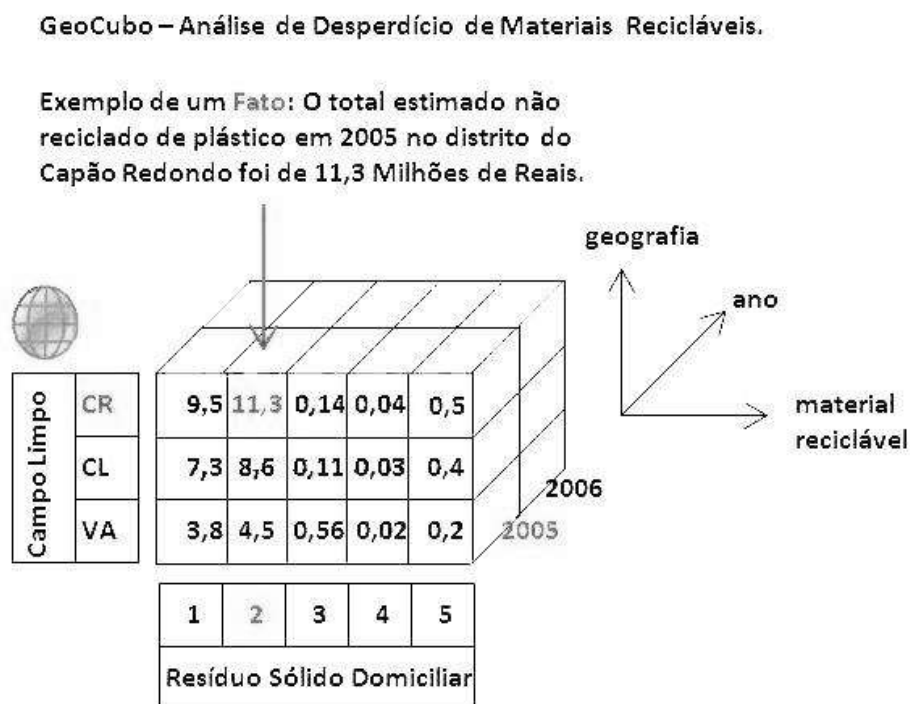 GeoCubo – Análise de Desperdício de Materiais Recicláveis.
Exemplo de um Fato: O total estimado não
reciclado de plástico em 2005 no distrito do
Capão Redondo foi de 11,3 Milhões de Reais.
geografia
ano
material
reciclável
Campo Limpo
CR 9,5 11,3 0,14 0,04 0,5
CL 7,3 8,6 0,11 0,03 0,4
VA 3,8 4,5 0,56 0,02 0,2
2006
2005
1 2 3 4 5
Resíduo Sólido Domiciliar